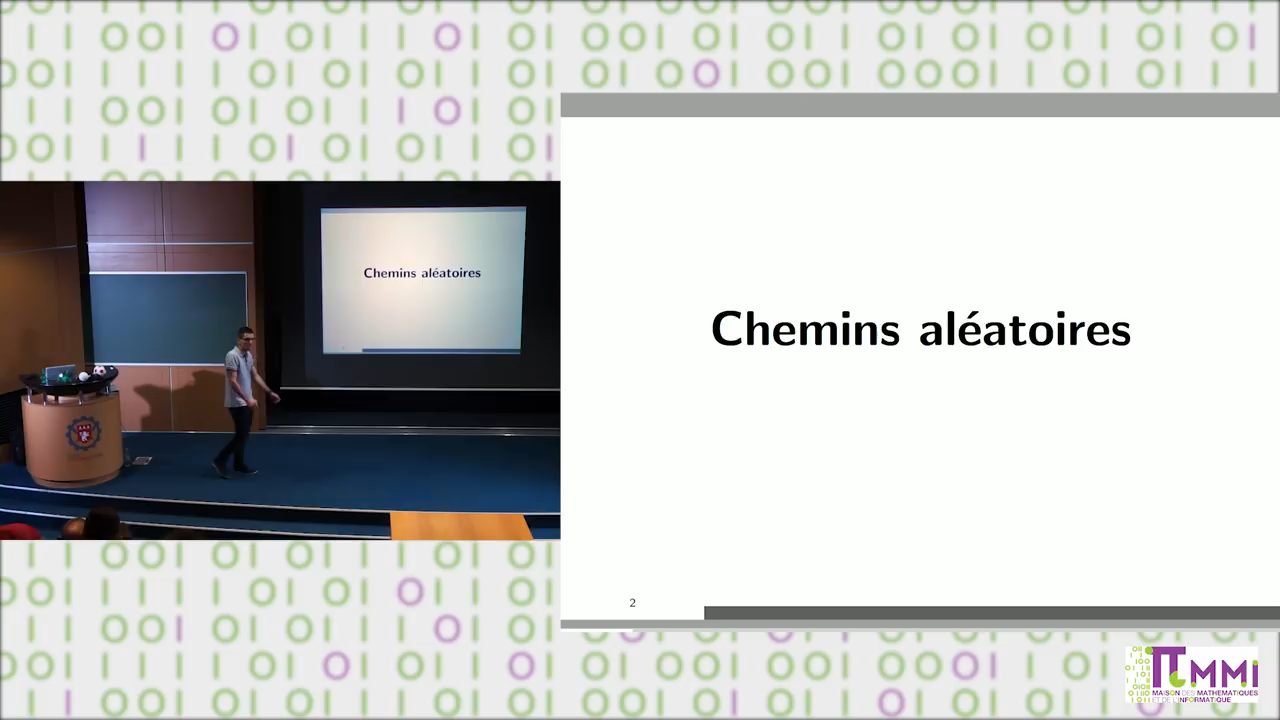 Chemins aléatoires
Chemins aléatoires
2
MMi
MAISON DES MATHÉMATIQUES
ET DE L'INFORMATIQUE